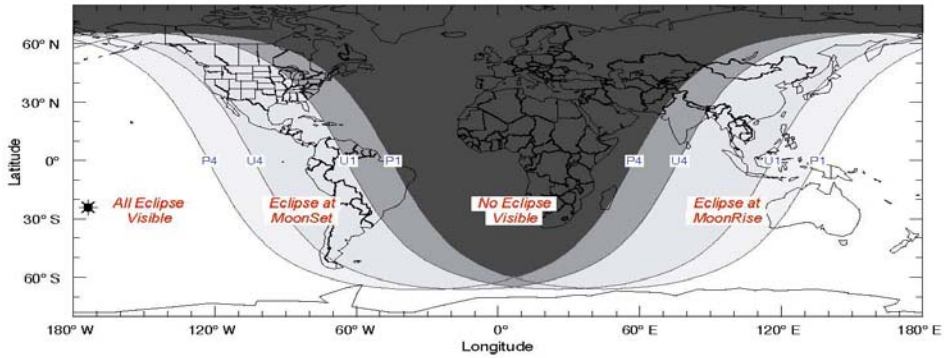 60° N
30° N
0°
30° S
60° S
Latitude
P4 U4 U1 P1 P4 U4 U1 P1
All Eclipse
Visible
Eclipse at
MoonSet
No Eclipse
Visible
Eclipse at
MoonRise
180° W 120° W 60° W 0° 60° E 120° E 180° E
Longitude